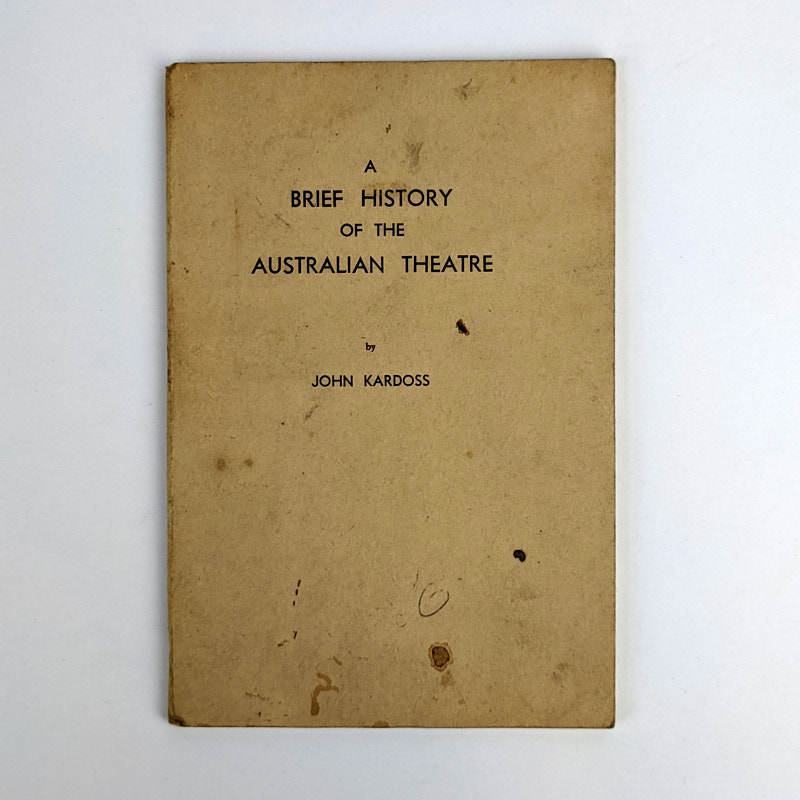 A
BRIEF HISTORY
OF THE
AUSTRALIAN THEATRE
by
JOHN KARDOSS